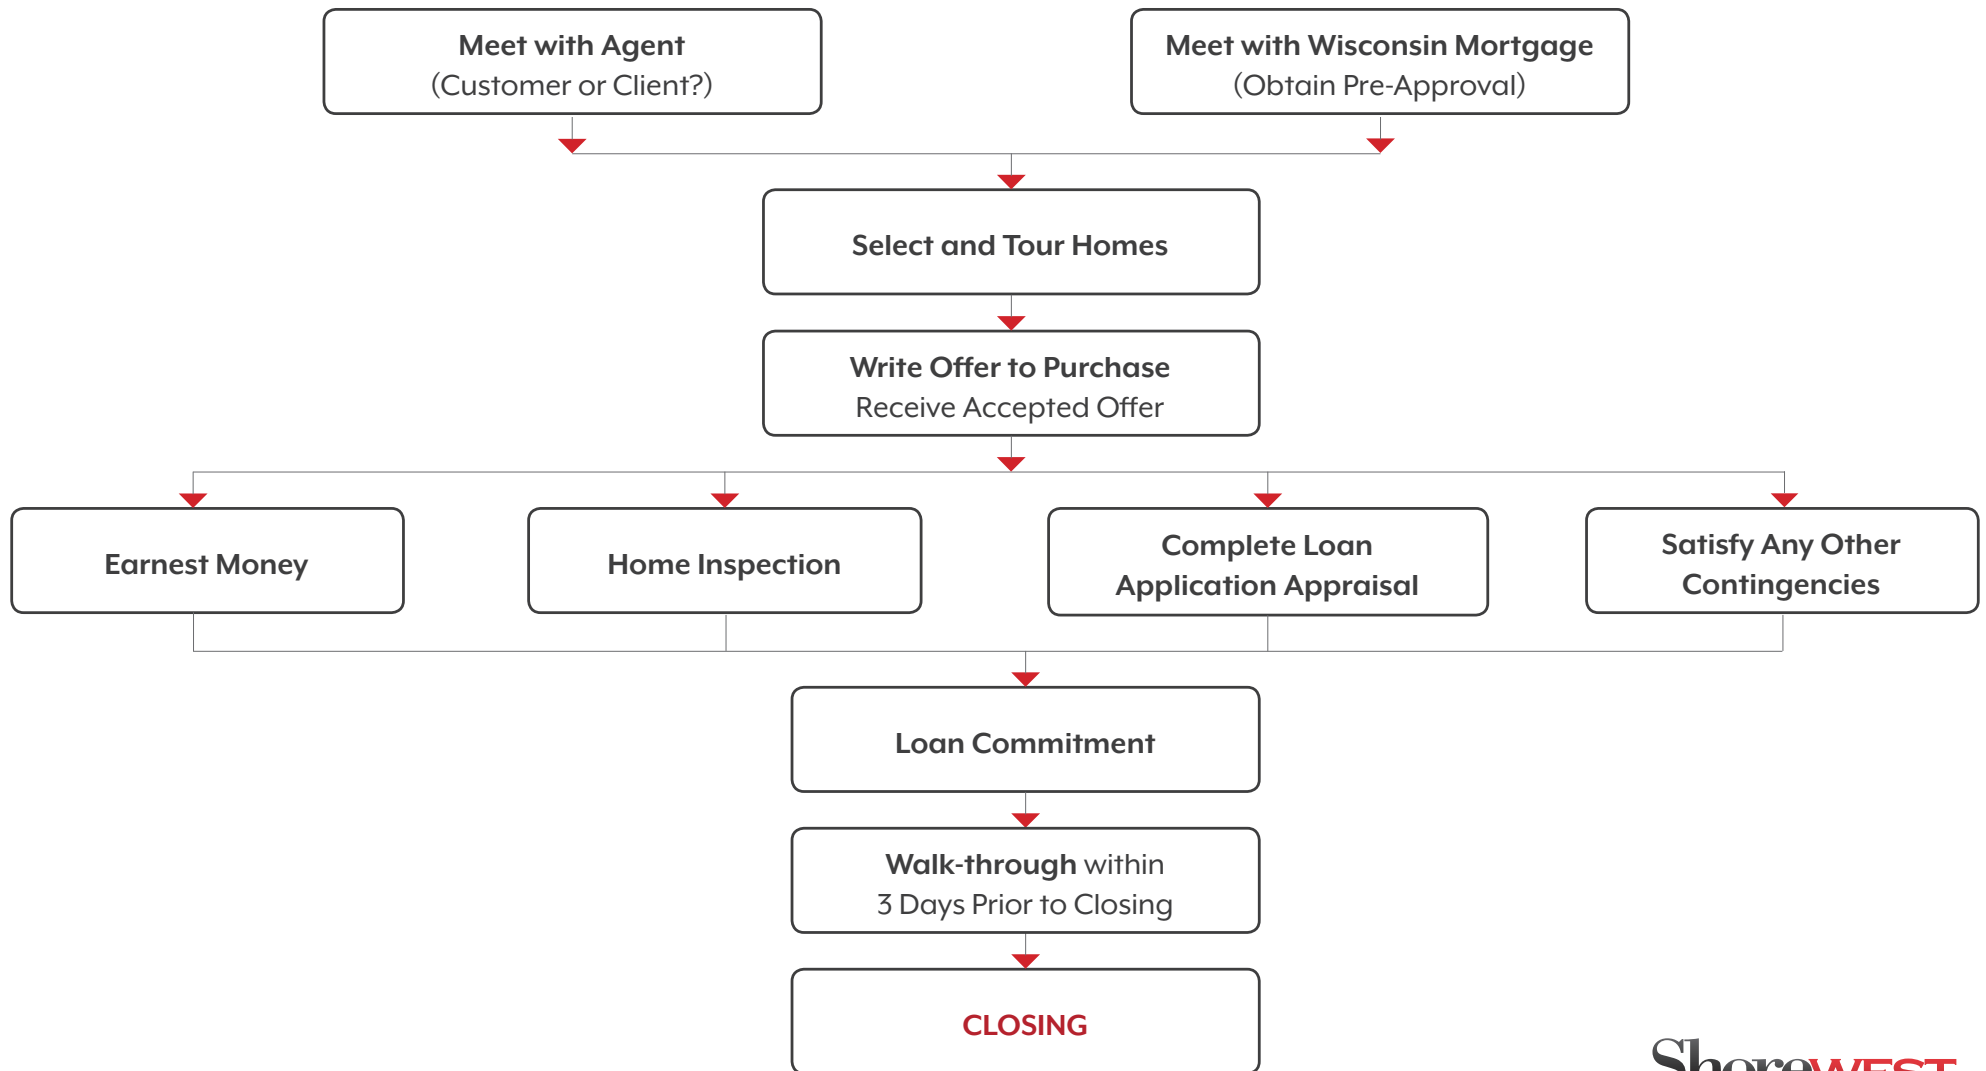 Meet with Agent
(Customer or Client?)
Meet with Wisconsin Mortgage
(Obtain Pre-Approval)
Select and Tour Homes
Write Offer to Purchase
Receive Accepted Offer
Earnest Money
Home Inspection
Complete Loan
Application Appraisal
Satisfy Any Other
Contingencies
Loan Commitment
Walk-through within
3 Days Prior to Closing
CLOSING
ShoreWEST